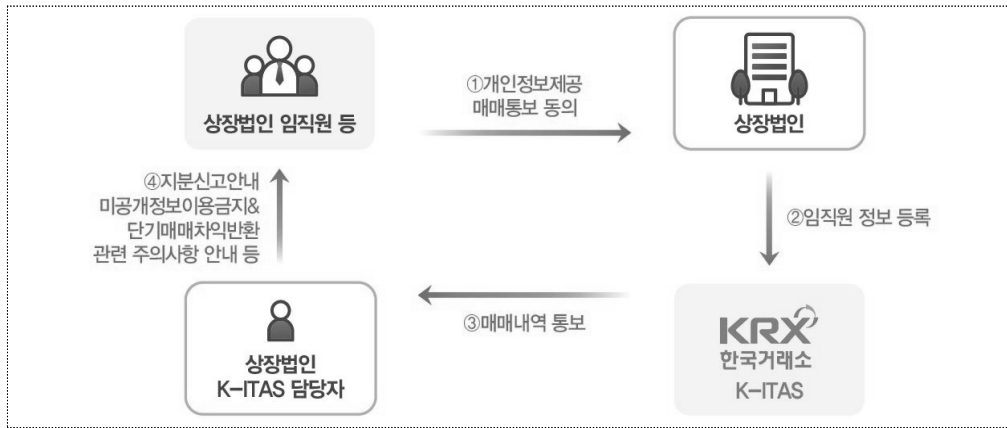 상장법인 임직원 등
①개인정보제공
매매통보 동의
상장법인
②임직원 정보 등록
KRX
한국거래소
K-ITAS
③매매내역 통보
상장법인
K-ITAS 담당자
④지분신고안내
미공개정보이용금지&
단기매매차익반환
관련 주의사항 안내 등